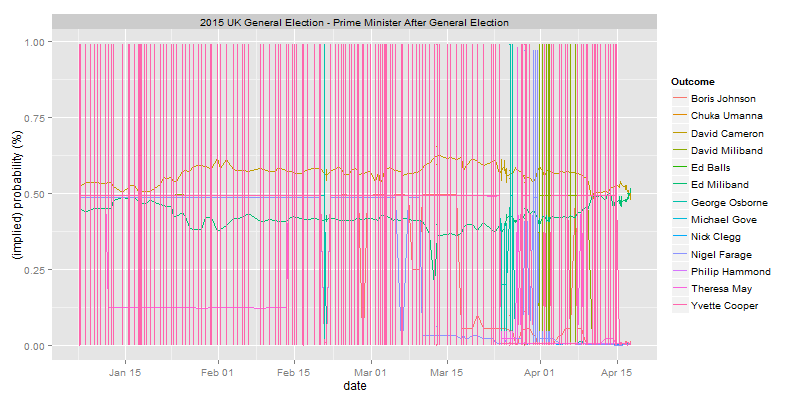 2015 UK General Election - Prime Minister After General Election
1.00
0.75
0.50
0.25
0.00
(implied) probability (%)
Jan 15
Feb 01
Feb 15
Mar 01
Mar 15
Apr 01
Apr 15
date
Outcome
Boris Johnson
Chuka Umanna
David Cameron
David Miliband
Ed Balls
Ed Miliband
George Osborne
Michael Gove
Nick Clegg
Nigel Farage
Philip Hammond
Theresa May
Yvette Cooper